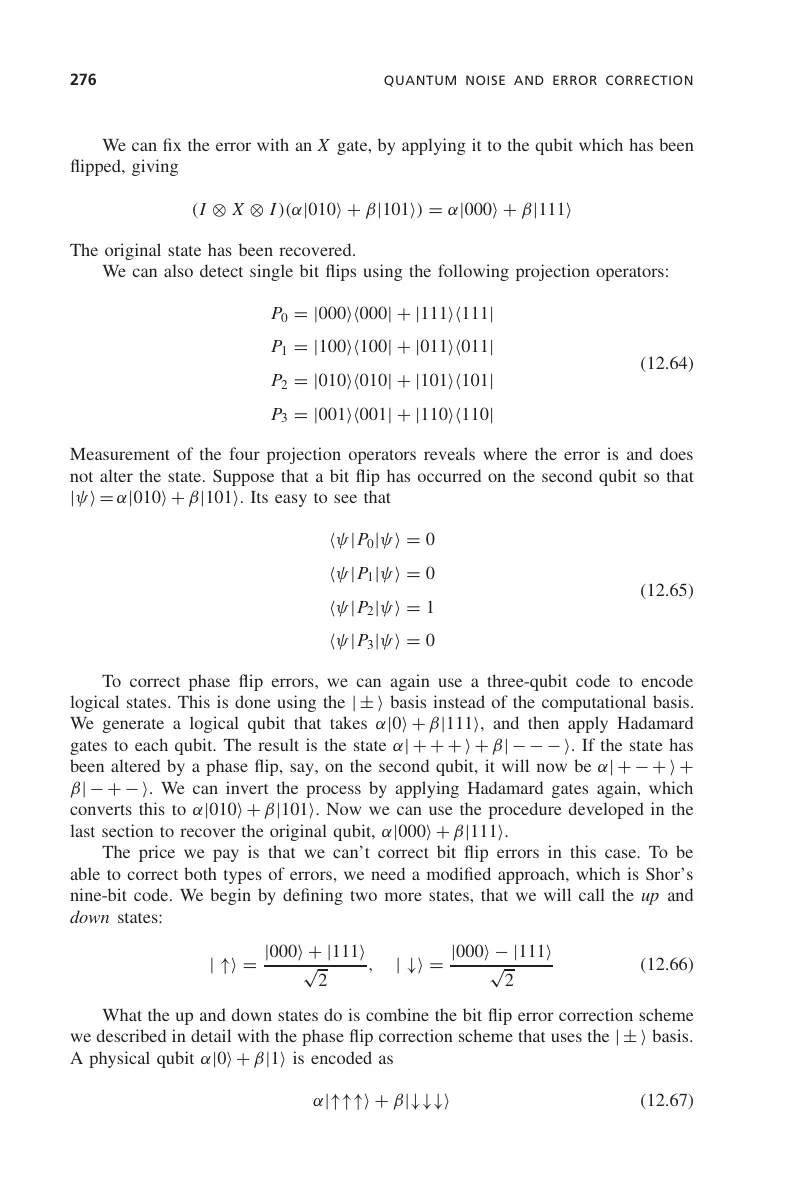 276
QUANTUM NOISE AND ERROR CORRECTION
We can fix the error with an X gate, by applying it to the qubit which has been
flipped, giving
(I ⊗ X ⊗ I)(α|010⟩ + β|101⟩) = α|000⟩ + β|111⟩
The original state has been recovered.
We can also detect single bit flips using the following projection operators:
P₀ = |000⟩⟨000| + |111⟩⟨111|
P₁ = |100⟩⟨100| + |011⟩⟨011|
(12.64)
P₂ = |010⟩⟨010| + |101⟩⟨101|
P₃ = |001⟩⟨001| + |110⟩⟨110|
Measurement of the four projection operators reveals where the error is and does
not alter the state. Suppose that a bit flip has occurred on the second qubit so that
|ψ⟩ = α|010⟩ + β|101⟩. Its easy to see that
⟨ψ|P₀|ψ⟩ = 0
⟨ψ|P₁|ψ⟩ = 0
(12.65)
⟨ψ|P₂|ψ⟩ = 1
⟨ψ|P₃|ψ⟩ = 0
To correct phase flip errors, we can again use a three-qubit code to encode
logical states. This is done using the |±⟩ basis instead of the computational basis.
We generate a logical qubit that takes α|0⟩ + β|111⟩, and then apply Hadamard
gates to each qubit. The result is the state α|+++⟩ + β|−−−⟩. If the state has
been altered by a phase flip, say, on the second qubit, it will now be α|+−+⟩ +
β|−+−⟩. We can invert the process by applying Hadamard gates again, which
converts this to α|010⟩ + β|101⟩. Now we can use the procedure developed in the
last section to recover the original qubit, α|000⟩ + β|111⟩.
The price we pay is that we can't correct bit flip errors in this case. To be
able to correct both types of errors, we need a modified approach, which is Shor's
nine-bit code. We begin by defining two more states, that we will call the up and
down states:
|↑⟩ = (|000⟩ + |111⟩)/√2, |↓⟩ = (|000⟩ − |111⟩)/√2 (12.66)
What the up and down states do is combine the bit flip error correction scheme
we described in detail with the phase flip correction scheme that uses the |±⟩ basis.
A physical qubit α|0⟩ + β|1⟩ is encoded as
α|↑↑↑⟩ + β|↓↓↓⟩ (12.67)